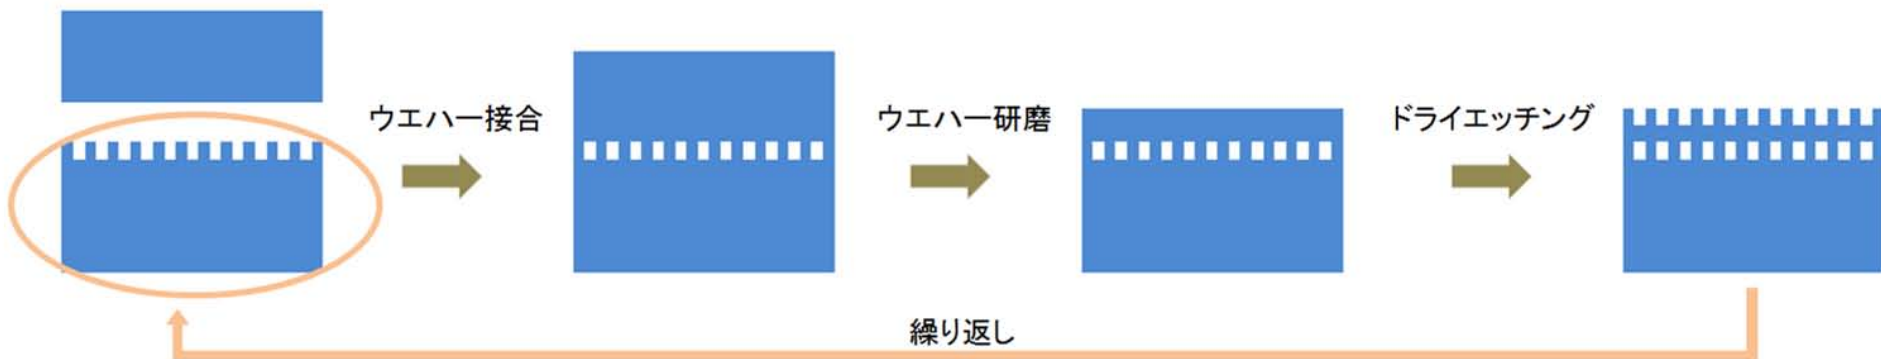 ウエハー接合
ウエハー研磨
ドライエッチング
繰り返し